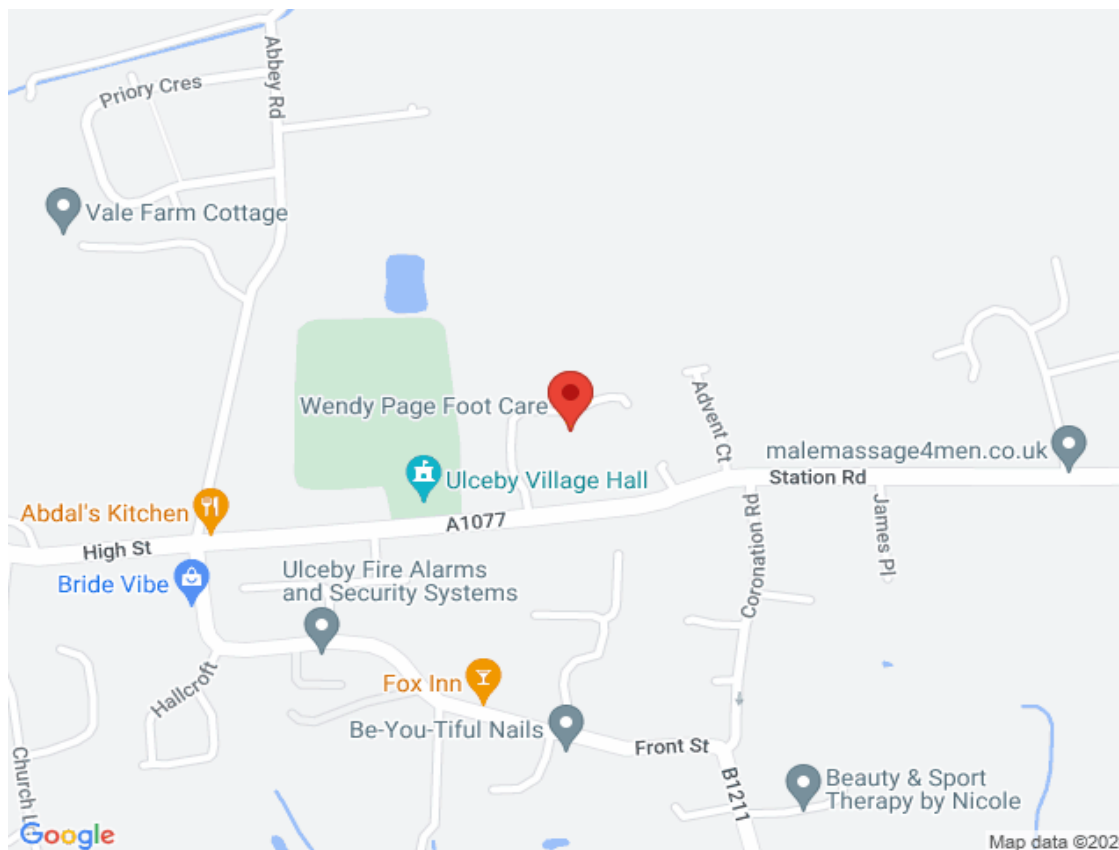 Abbey Rd
Priory Cres
Vale Farm Cottage
Wendy Page Foot Care
Advent Ct
malemassage4men.co.uk
Ulceby Village Hall
Station Rd
Abdal's Kitchen
A1077
James Pl
High St
Coronation Rd
Ulceby Fire Alarms
and Security Systems
Bride Vibe
Hallcroft
Fox Inn
Be-You-Tiful Nails
Front St
B1211
Church L
Beauty & Sport
Therapy by Nicole
Google
Map data ©202